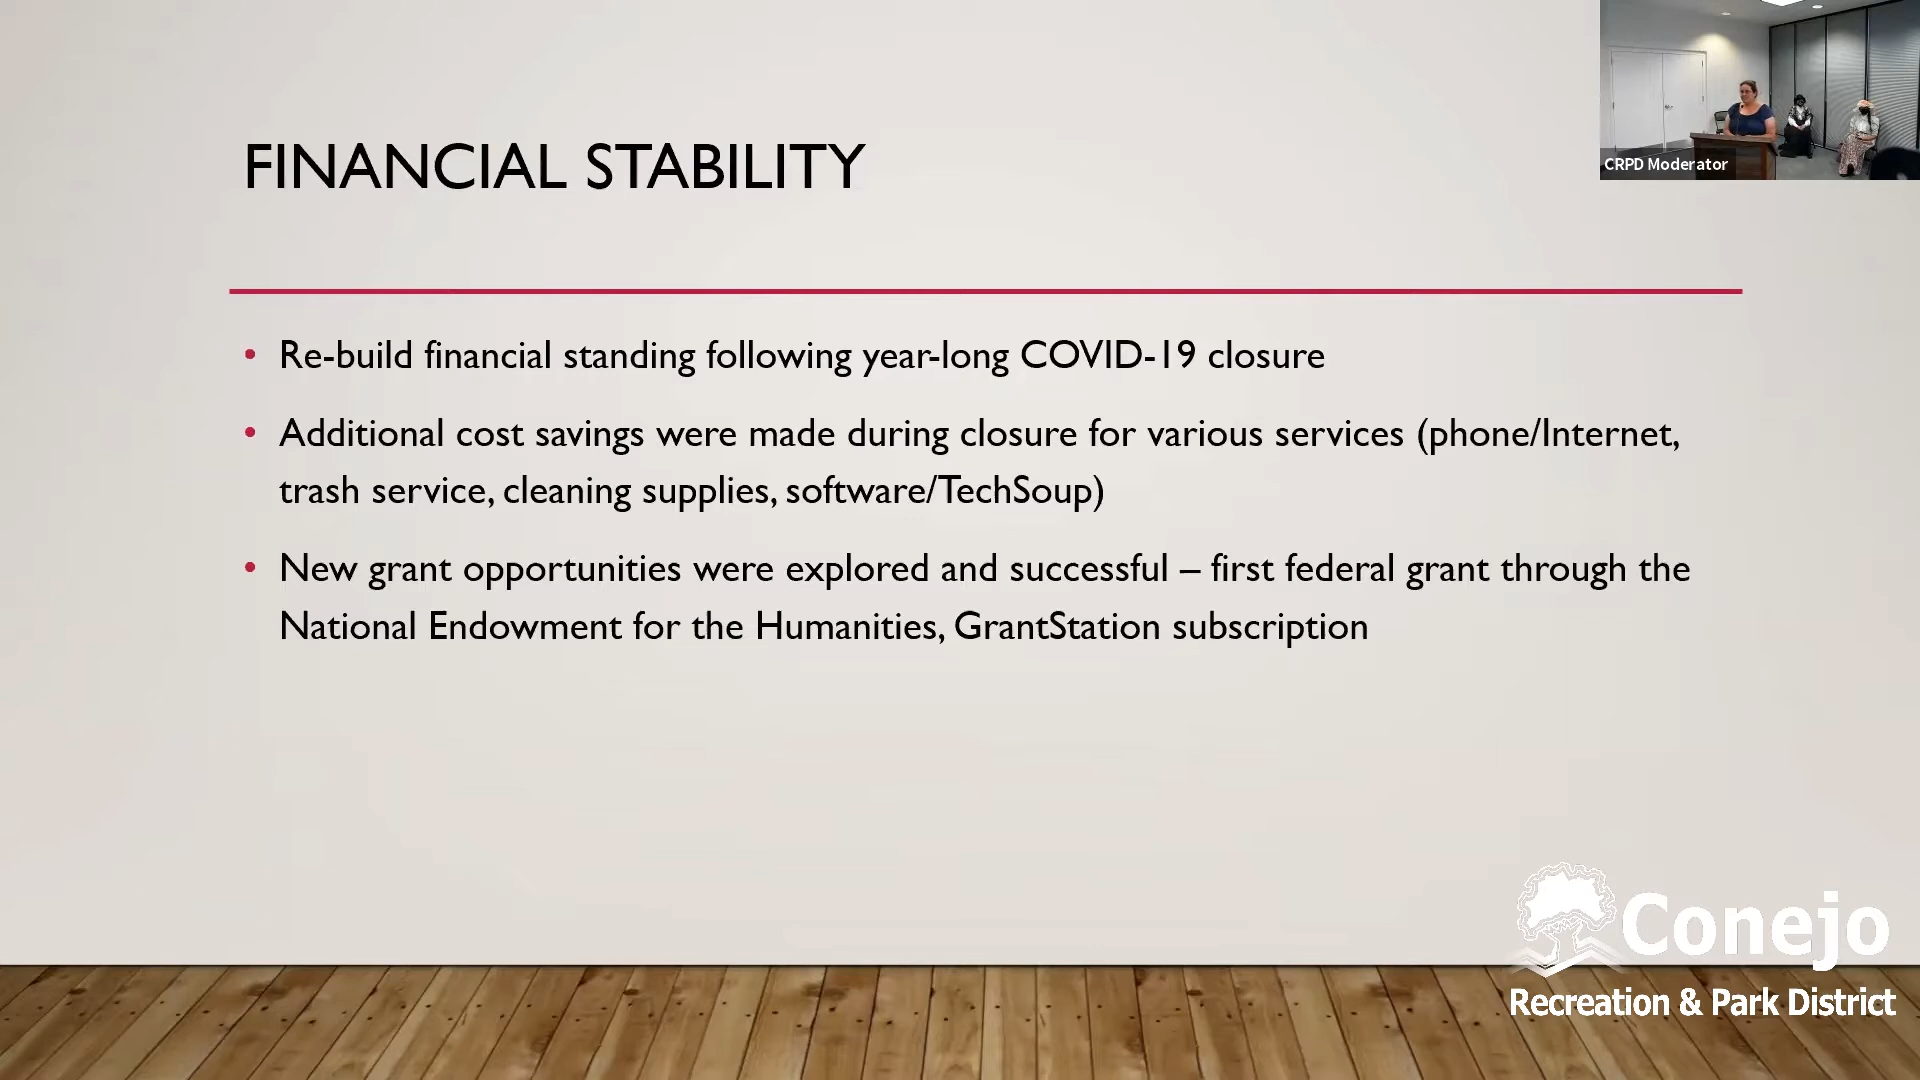 CRPD Moderator
FINANCIAL STABILITY
• Re-build financial standing following year-long COVID-19 closure
• Additional cost savings were made during closure for various services (phone/Internet,
trash service, cleaning supplies, software/TechSoup)
• New grant opportunities were explored and successful – first federal grant through the
National Endowment for the Humanities, GrantStation subscription
Conejo
Recreation & Park District